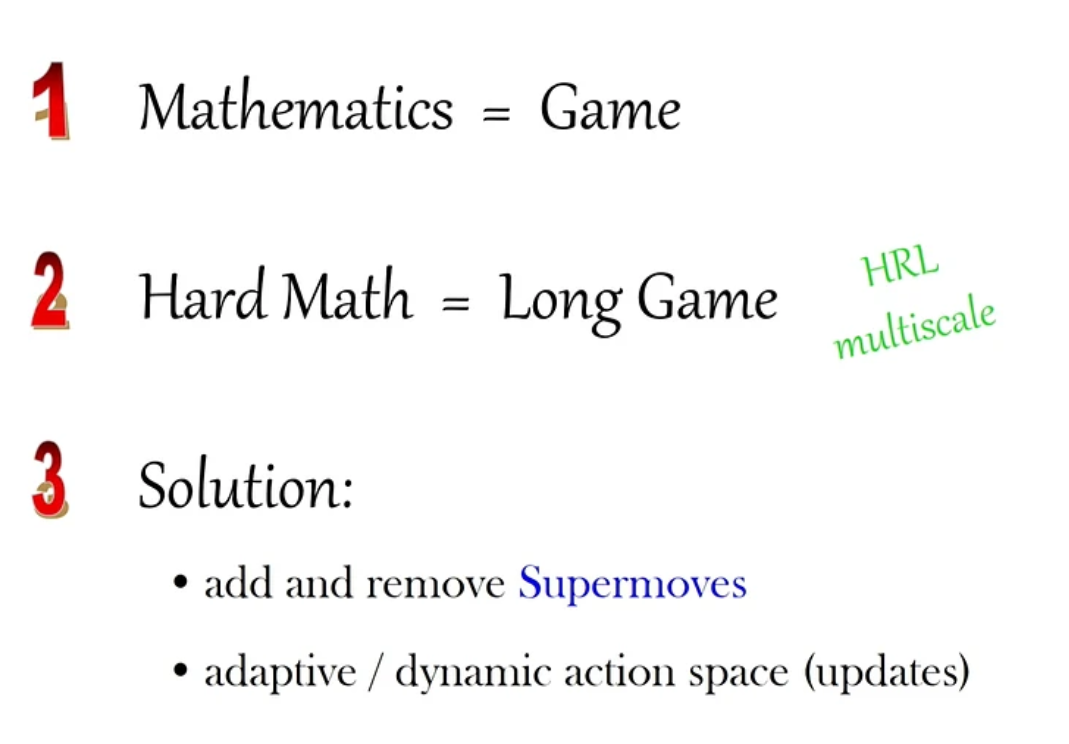 1 Mathematics = Game
2 Hard Math = Long Game
HRL
multiscale
3 Solution:
• add and remove Supermoves
• adaptive / dynamic action space (updates)